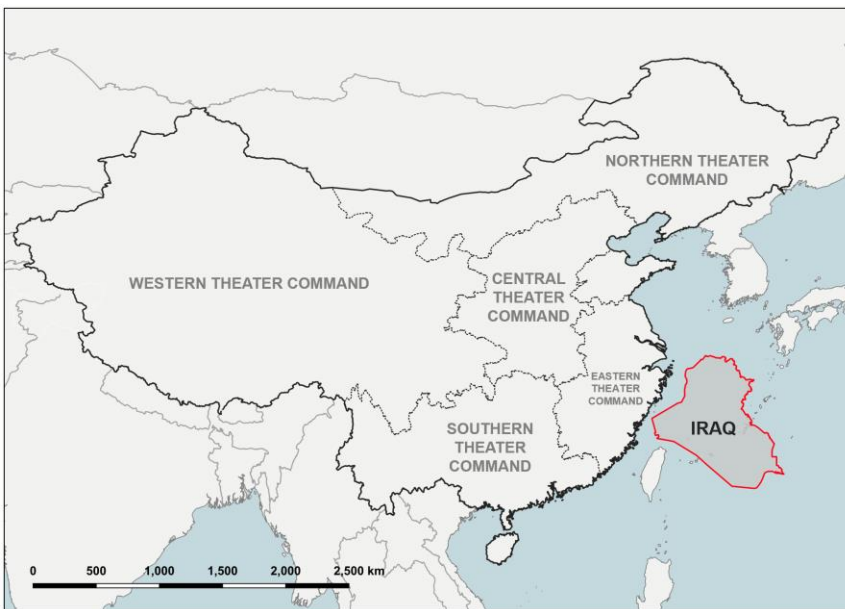 NORTHERN THEATER
COMMAND
WESTERN THEATER COMMAND
CENTRAL
THEATER
COMMAND
EASTERN
THEATER
COMMAND
SOUTHERN
THEATER
COMMAND
IRAQ
0 500 1,000 1,500 2,000 2,500 km